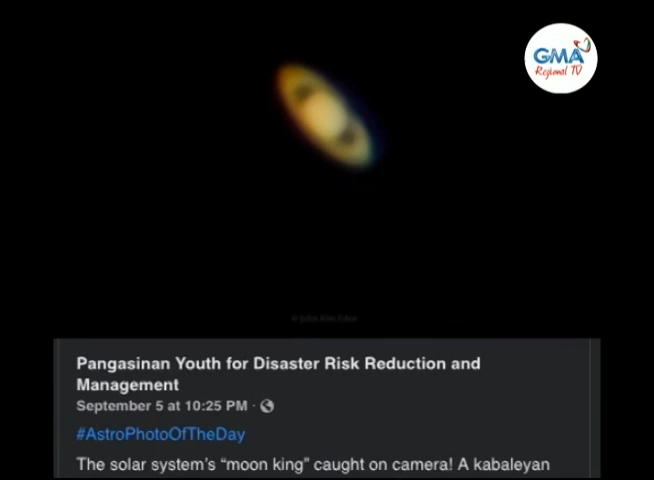 GMA
Regional TV
Pangasinan Youth for Disaster Risk Reduction and
Management
September 5 at 10:25 PM ·
#AstroPhotoOfTheDay
The solar system's “moon king” caught on camera! A kabaleyan